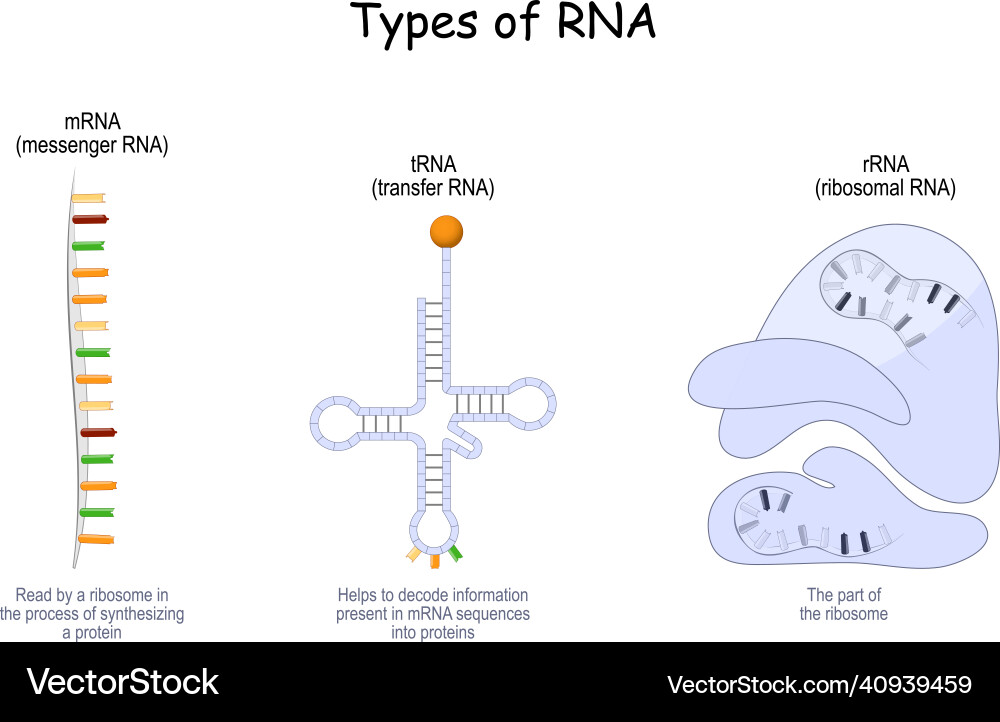 Types of RNA
mRNA
(messenger RNA)
tRNA
(transfer RNA)
rRNA
(ribosomal RNA)
Read by a ribosome in
the process of synthesizing
a protein
Helps to decode information
present in mRNA sequences
into proteins
The part of
the ribosome
VectorStock
VectorStock.com/40939459